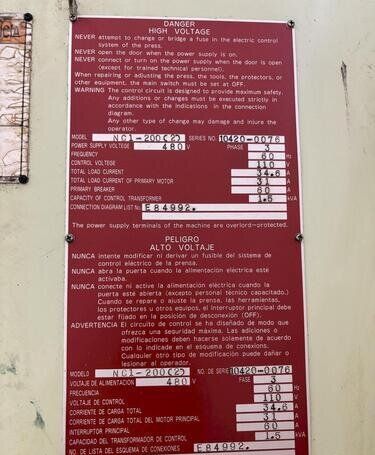 DANGER
HIGH VOLTAGE
NEVER attempt to change or bridge a fuse in the electric control
system of the press.
NEVER open the door when the power supply is on.
NEVER connect or turn on the power supply when the door is open
(except for trained technical personnel).
When repairing or adjusting the press, the tools, the protectors, or
other equipment, the main switch must be set at OFF.
WARNING The control circuit is designed to provide maximum safety.
Any additions or changes must be executed strictly in
accordance with the indications in the connection
diagram.
Any other type of change may damage and injure the
operator.
MODEL NC1-200(2) SERIES NO. 10420-0076
POWER SUPPLY VOLTEGE 480 V PHASE 3
FREQUENCY 60 Hz
CONTROL VOLTEGE 110 V
TOTAL LOAD CURRENT 34.6 A
TOTAL LOAD CURRENT OF PRIMARY MOTOR 31 A
PRIMARY BREAKER 60 A
CAPACITY OF CONTROL TRANSFORMER 1.5 kVA
CONNECTION DIAGRAM LIST No. E84992.
The power supply terminals of the machine are overlord-protected.
PELIGRO
ALTO VOLTAJE
NUNCA intente modificar ni derivar un fusible del sistema de
control eléctrico de la prensa.
NUNCA abra la puerta cuando la alimentación eléctrica este
activaba.
NUNCA conecte ni active la alimentación eléctrica cuando la
puerta esté abierta (excepto personal técnico capacitado.)
Cuando se repare o ajuste la prensa, las herramientas,
los protectores u otros equipos, el interruptor principal debe
estar fijado en la posición de desconexión (OFF).
ADVERTENCIA El circuito de control se ha diseñado de modo que
ofrezca una seguridad máxima. Las adiciones o
modificaciones deben hacerse solamente de acuerdo
con lo indicado en el esquema de conexiones.
Cualquier otro tipo de modificación puede dañar o
lesionar al operador.
MODELO NC1-200(2) NO. DE SERIE 10420-0076
VOLTAJE DE ALIMENTACION 480 V FASE 3
FRECUENCIA 60 Hz
VOLTAJE DE CONTROL 110 V
CORRIENTE DE CARGA TOTAL 34.6 A
CORRIENTE DE CARGA TOTAL DEL MOTOR PRINCIPAL 31 A
INTERRUPTOR PRINCIPAL 60 A
CAPACIDAD DEL TRANSFORMADOR DE CONTROL 1.5 kVA
NO. DE LISTA DEL ESQUEMA DE CONEXIONES E84992.